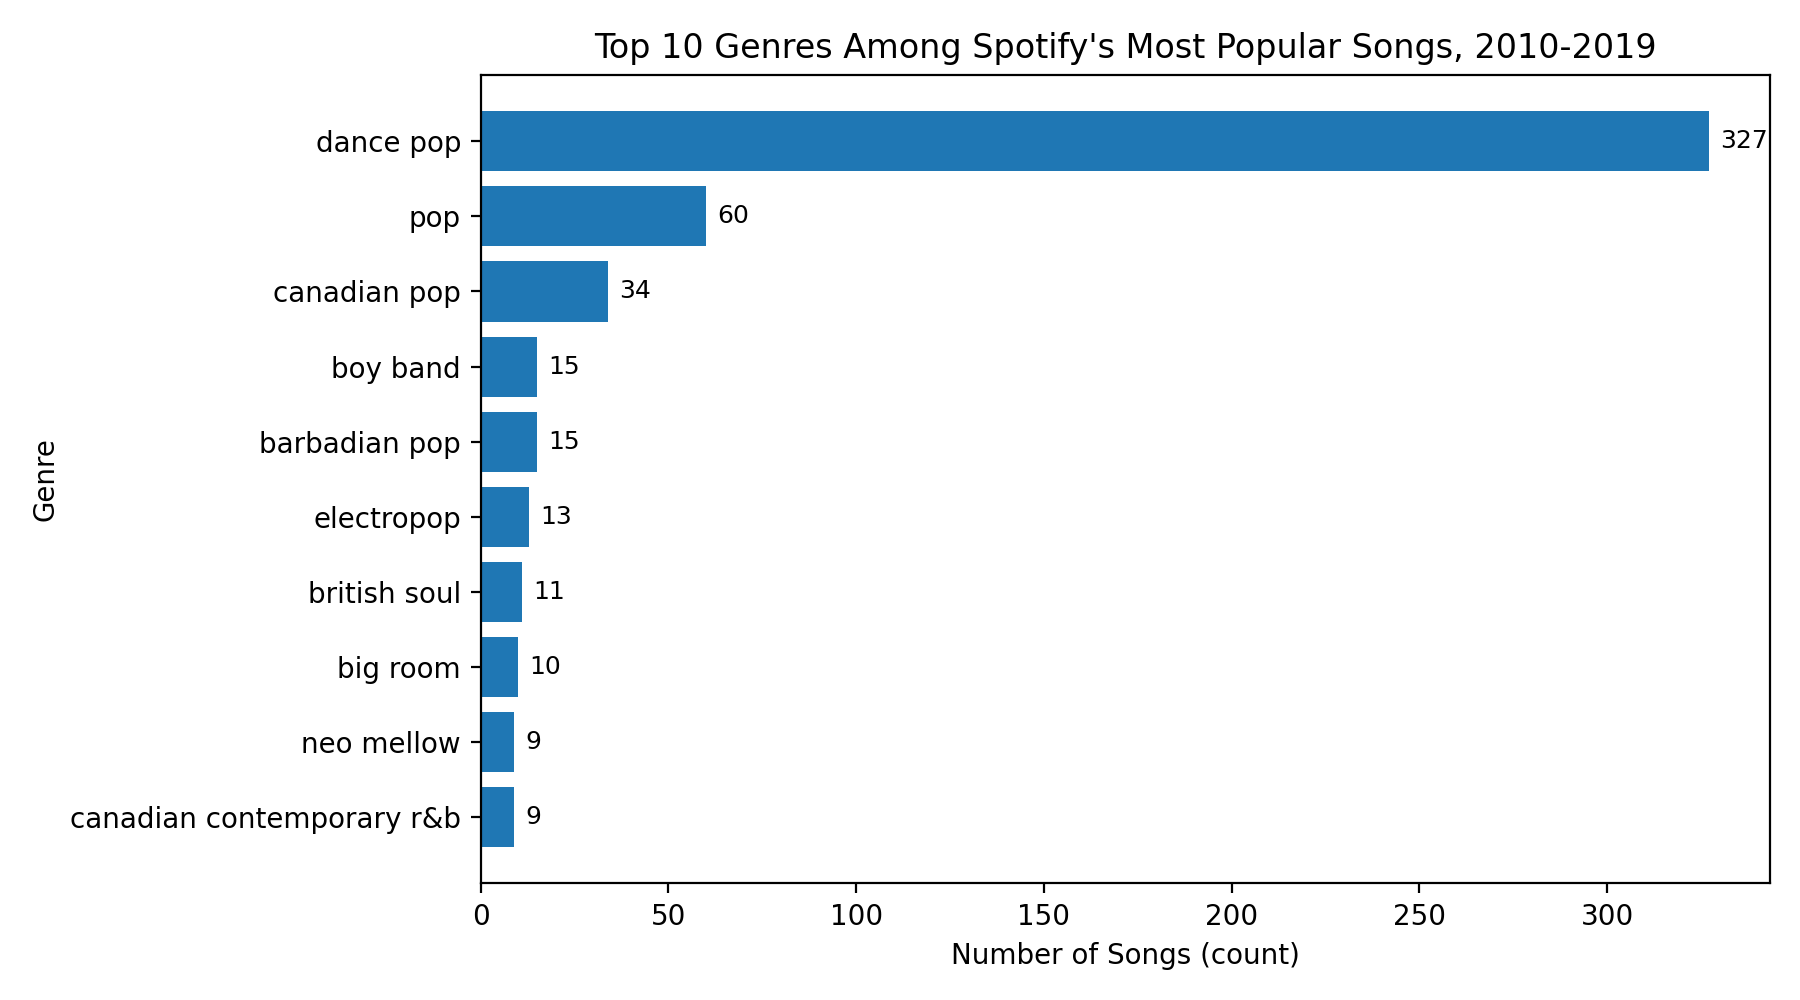 Top 10 Genres Among Spotify's Most Popular Songs, 2010-2019
Genre
dance pop 327
pop 60
canadian pop 34
boy band 15
barbadian pop 15
electropop 13
british soul 11
big room 10
neo mellow 9
canadian contemporary r&b 9
0 50 100 150 200 250 300
Number of Songs (count)